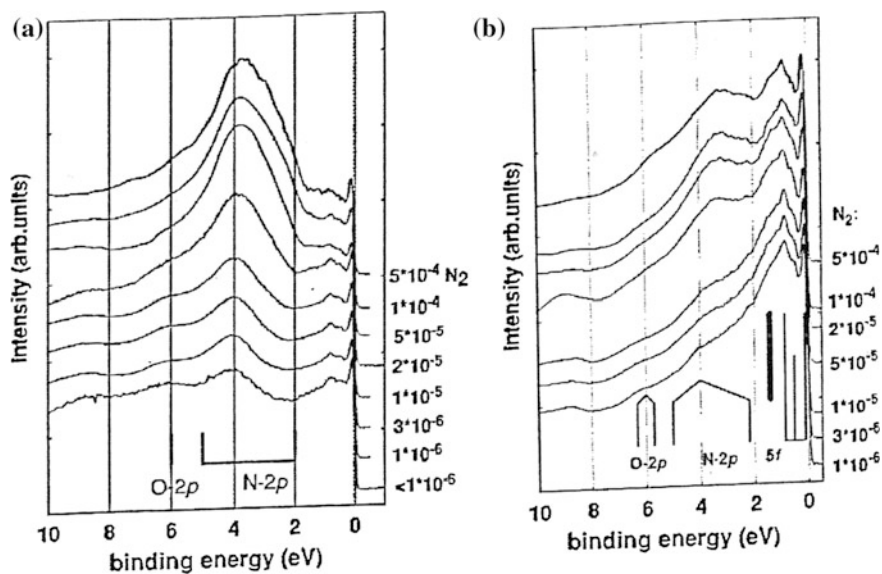 (a)
Intensity (arb.units)
5*10-4 N2
1*10-4
5*10-5
2*10-5
1*10-5
3*10-6
1*10-6
<1*10-6
O-2p
N-2p
10 8 6 4 2 0
binding energy (eV)
(b)
Intensity (arb.units)
N2:
5*10-4
1*10-4
2*10-5
5*10-5
1*10-5
3*10-6
1*10-6
O-2p
N-2p
5f
10 8 6 4 2 0
binding energy (eV)